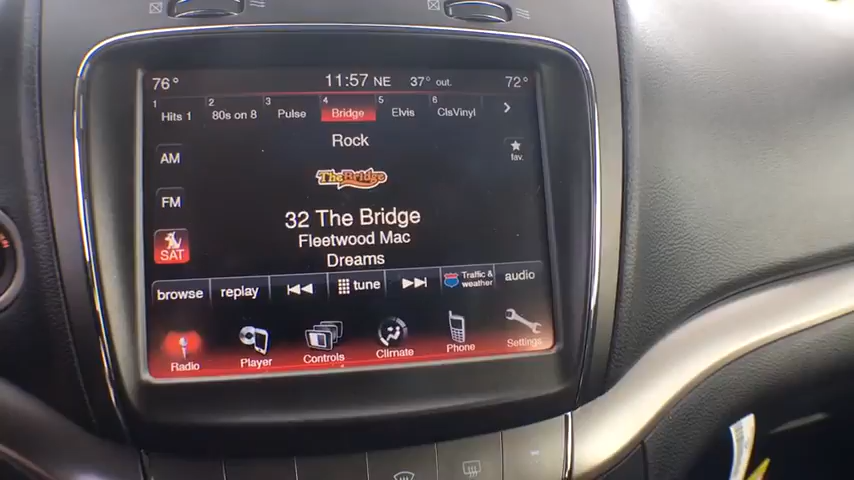 76° 11:57 NE 37° out. 72°
1 Hits 1 2 80s on 8 3 Pulse 4 Bridge 5 Elvis 6 ClsVinyl
Rock
AM
fav.
TheBridge
FM
32 The Bridge
Fleetwood Mac
SAT
Dreams
browse replay tune Traffic & weather audio
Radio Player Controls Climate Phone Settings